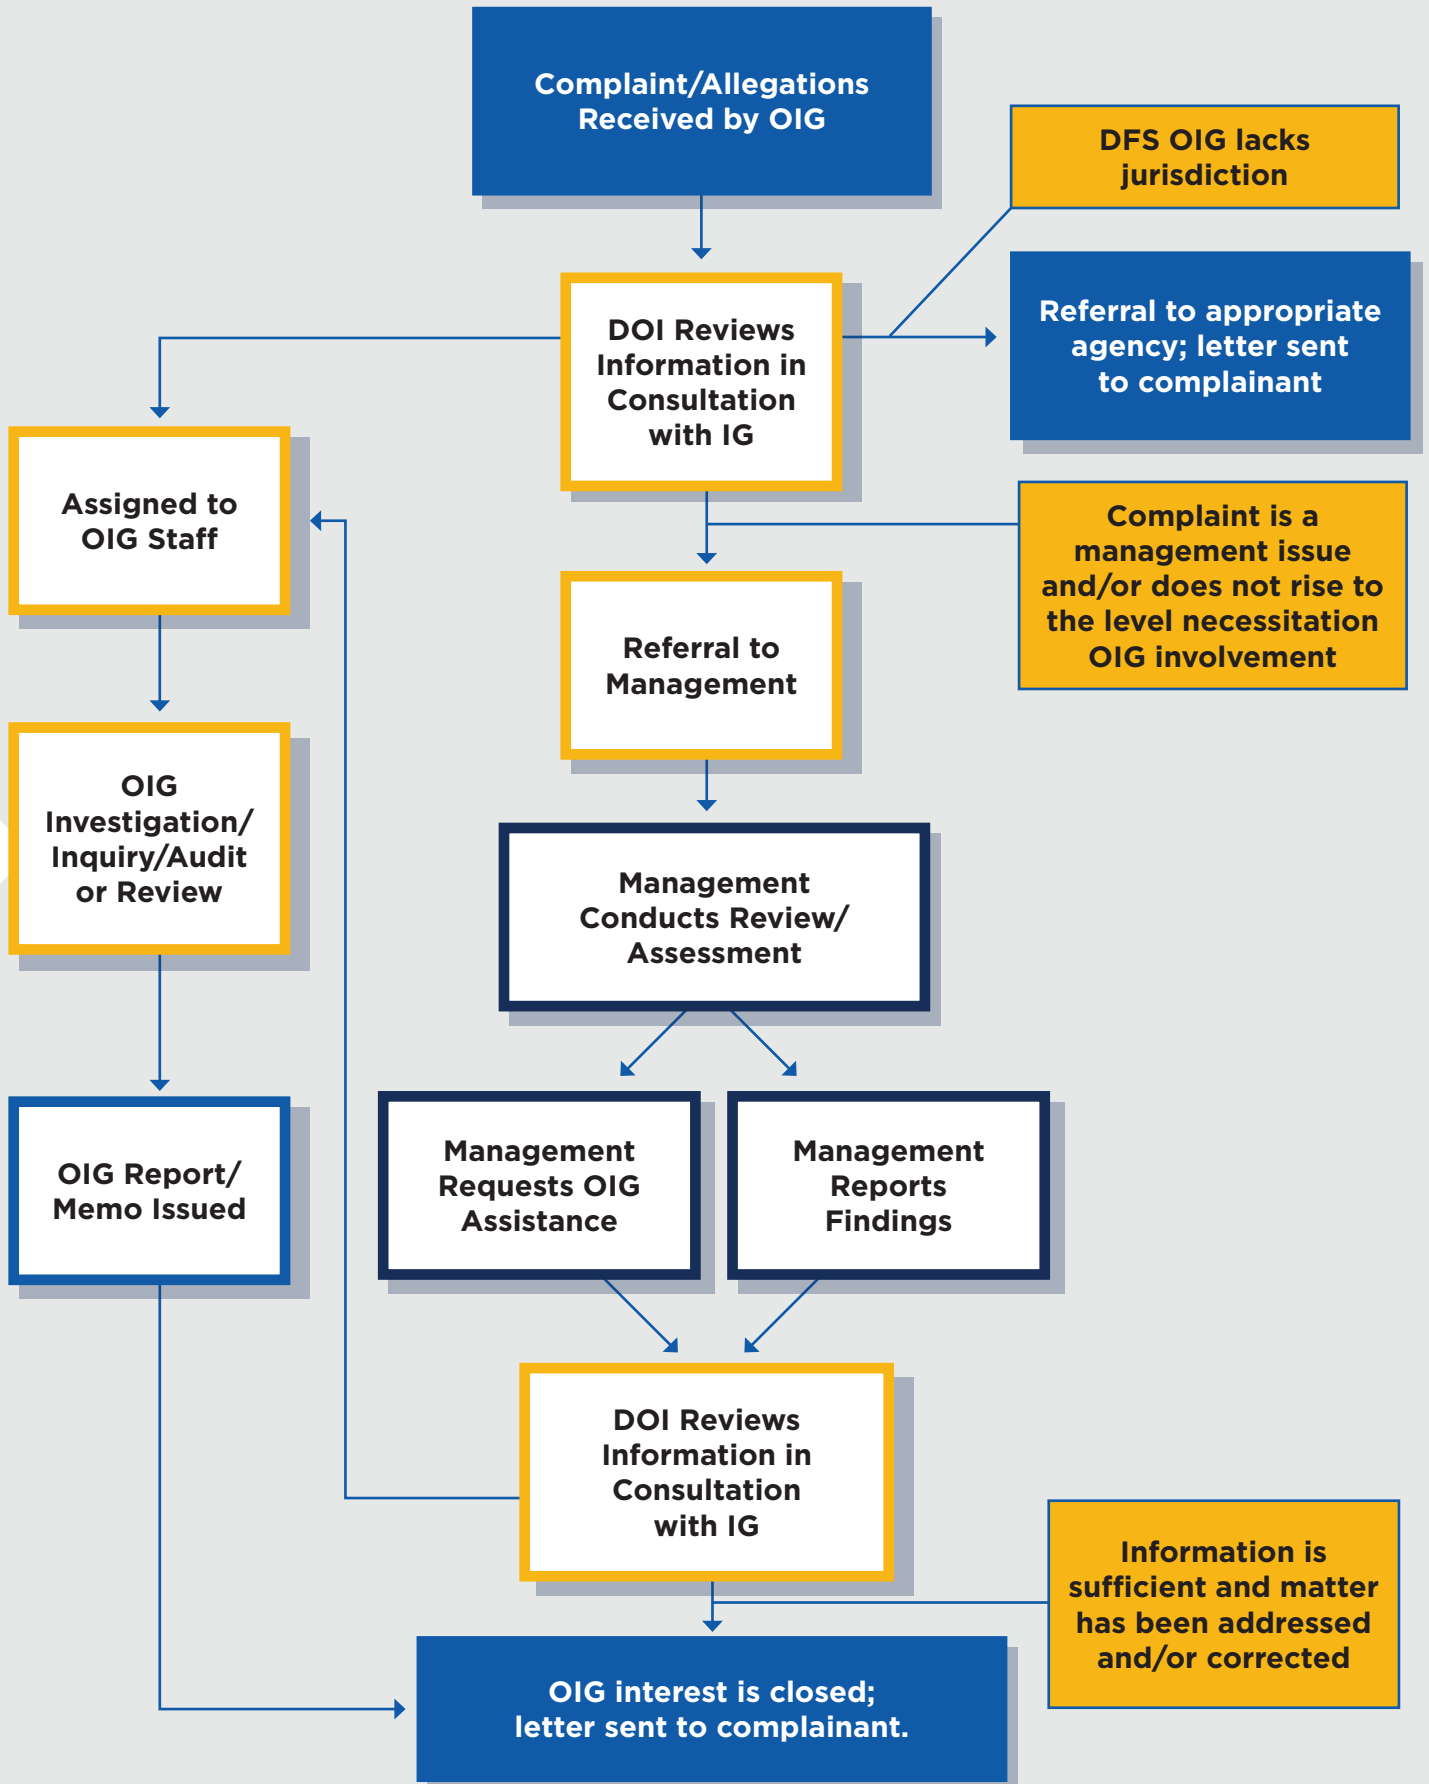 Complaint/Allegations
Received by OIG
DFS OIG lacks
jurisdiction
DOI Reviews
Information in
Consultation
with IG
Referral to appropriate
agency; letter sent
to complainant
Assigned to
OIG Staff
Complaint is a
management issue
and/or does not rise to
the level necessitation
OIG involvement
Referral to
Management
OIG
Investigation/
Inquiry/Audit
or Review
Management
Conducts Review/
Assessment
OIG Report/
Memo Issued
Management
Requests OIG
Assistance
Management
Reports
Findings
DOI Reviews
Information in
Consultation
with IG
Information is
sufficient and matter
has been addressed
and/or corrected
OIG interest is closed;
letter sent to complainant.